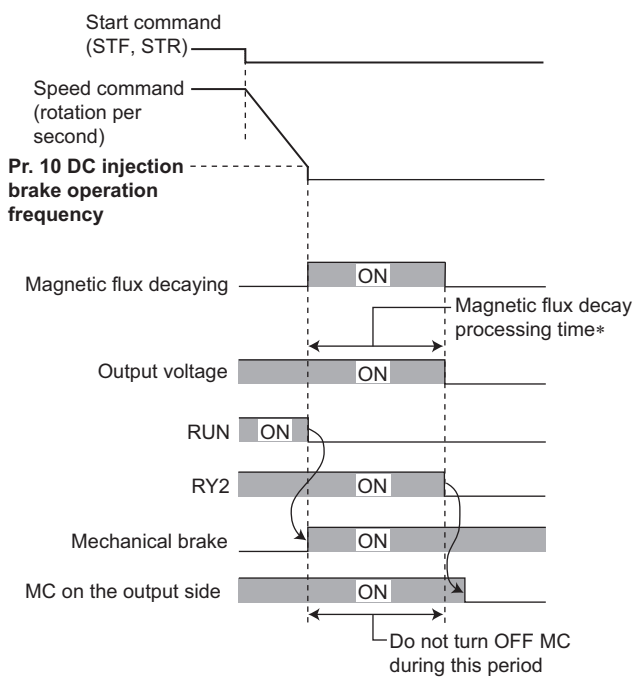 Start command
(STF, STR)
Speed command
(rotation per
second)
Pr. 10 DC injection
brake operation
frequency
Magnetic flux decaying
ON
Magnetic flux decay
processing time*
Output voltage
ON
RUN
ON
RY2
ON
Mechanical brake
ON
MC on the output side
ON
Do not turn OFF MC
during this period